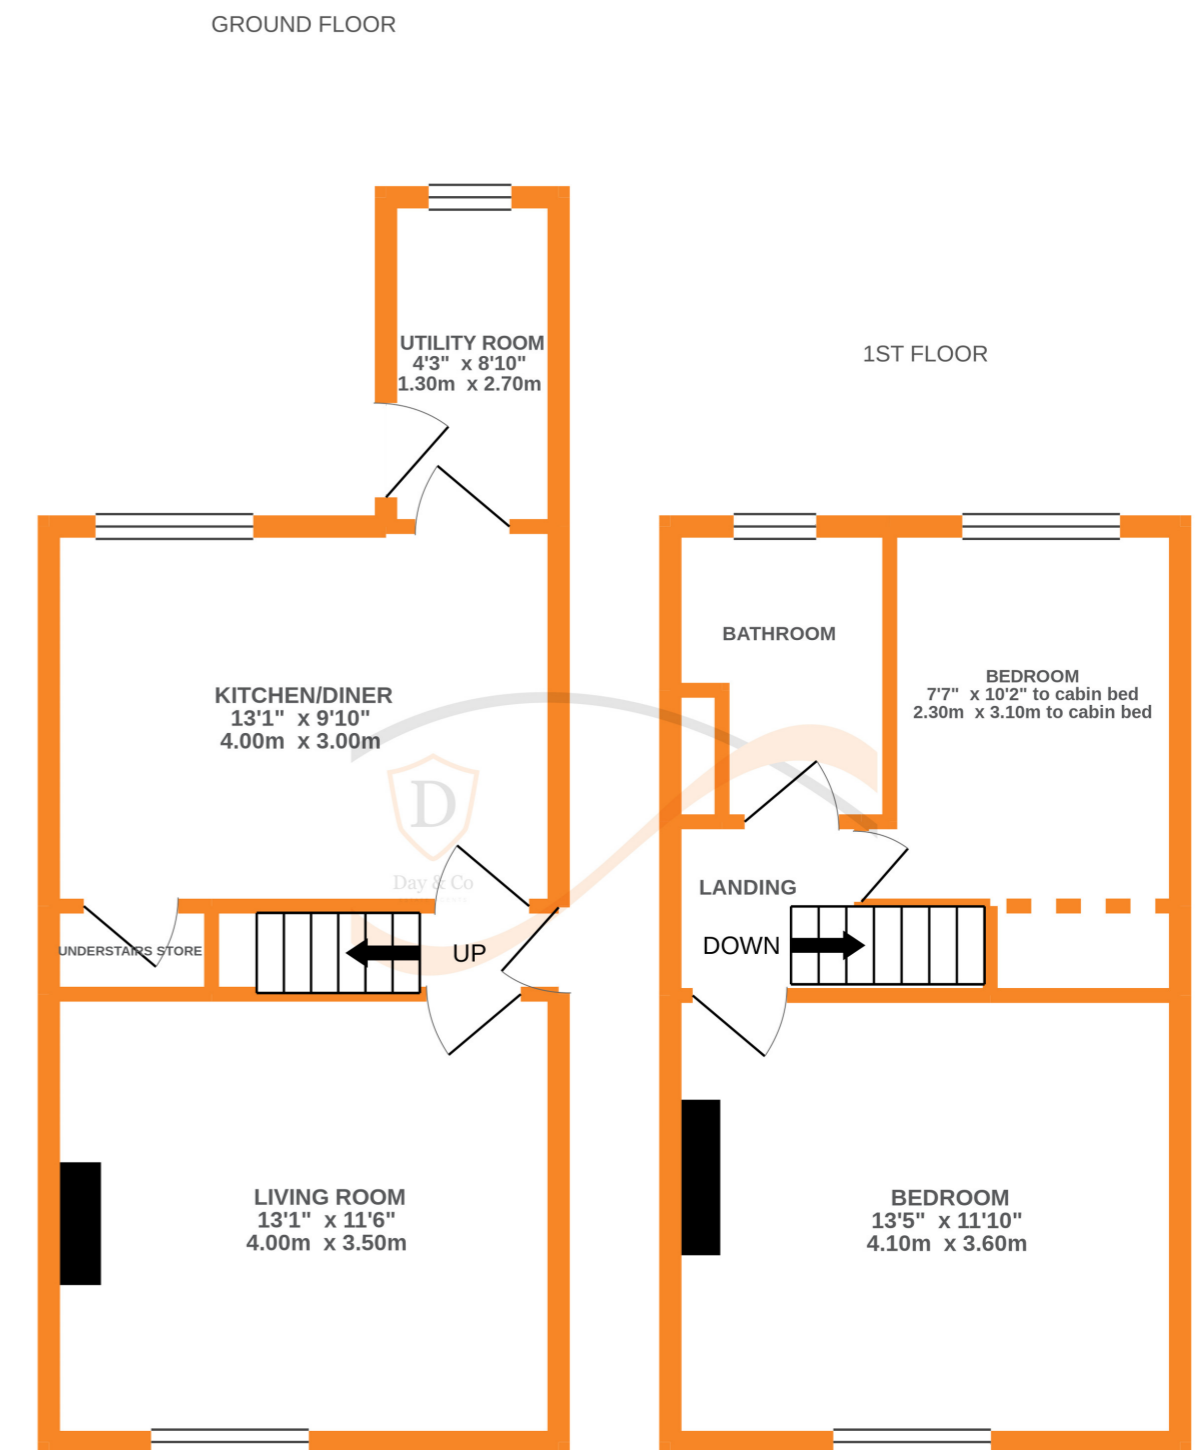 GROUND FLOOR
UTILITY ROOM
4'3" x 8'10"
1.30m x 2.70m
KITCHEN/DINER
13'1" x 9'10"
4.00m x 3.00m
D
Day & Co
UNDERSTAIRS STORE
UP
LIVING ROOM
13'1" x 11'6"
4.00m x 3.50m
1ST FLOOR
BATHROOM
BEDROOM
7'7" x 10'2" to cabin bed
2.30m x 3.10m to cabin bed
LANDING
DOWN
BEDROOM
13'5" x 11'10"
4.10m x 3.60m